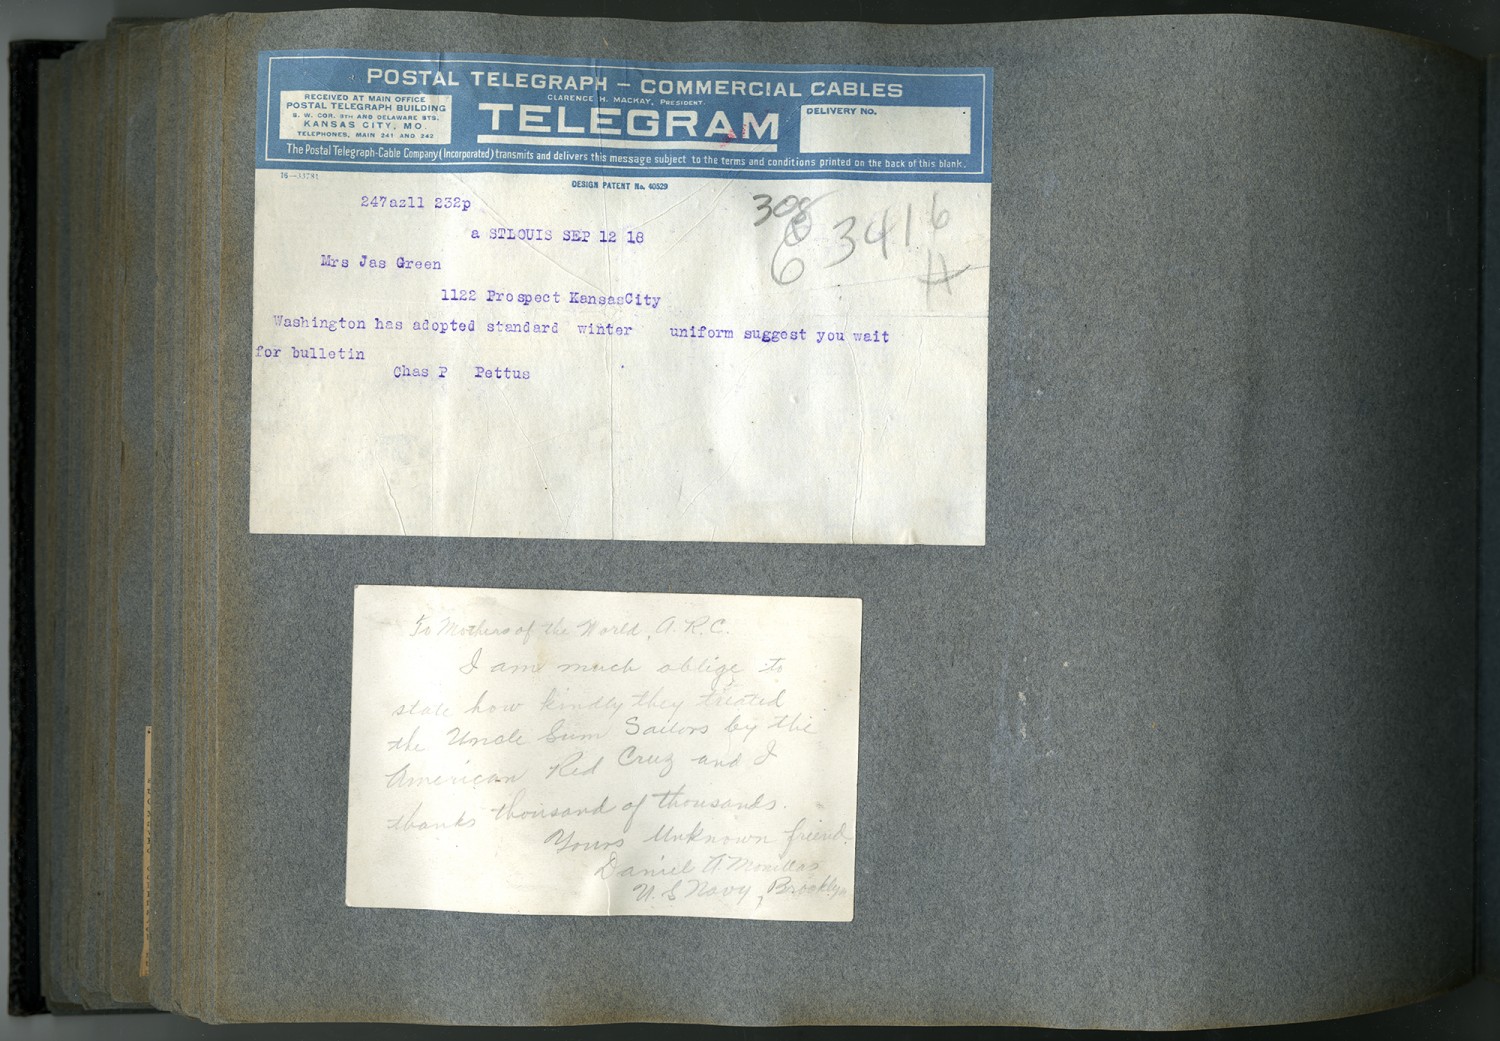 POSTAL TELEGRAPH – COMMERCIAL CABLES
CLARENCE H. MACKAY, PRESIDENT.
RECEIVED AT MAIN OFFICE
POSTAL TELEGRAPH BUILDING
S. W. COR. 8TH AND DELAWARE STS.
KANSAS CITY, MO.
TELEPHONES, MAIN 241 AND 242
TELEGRAM
DELIVERY NO.
The Postal Telegraph-Cable Company (Incorporated) transmits and delivers this message subject to the terms and conditions printed on the back of this blank.
DESIGN PATENT No. 40529
247azll 232p
a STLOUIS SEP 12 18
Mrs Jas Green
1122 Prospect KansasCity
Washington has adopted standard winter uniform suggest you wait
for bulletin
Chas P Pettus
308
3416
6
To Mothers of the World, A.R.C.
I am much oblige to
state how kindly they treated
the Uncle Sum Sailors by the
American Red Cruz and I
thanks thousand of thousands.
Yours Unknown friend.
Daniel A
U.S Navy, Brooklyn